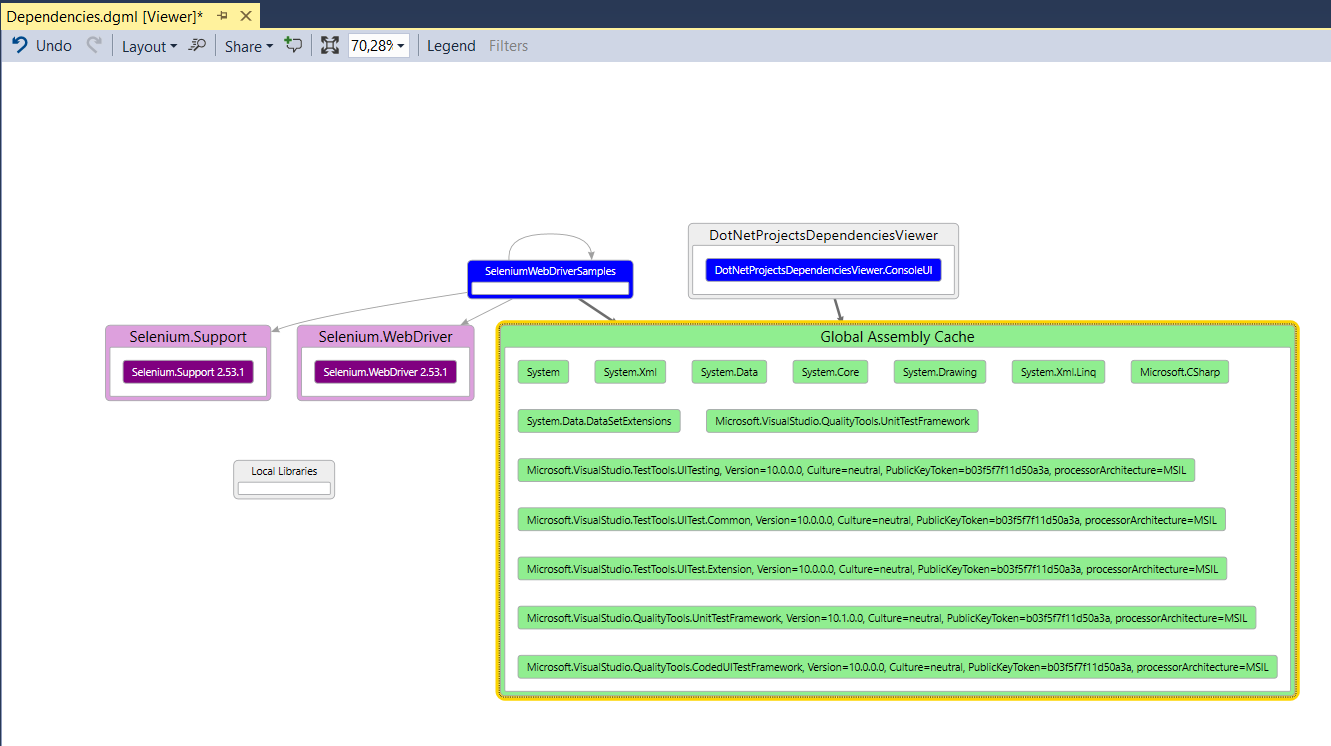 Dependencies.dgml [Viewer]*
Undo Layout Share 70,28% Legend Filters
DotNetProjectsDependenciesViewer
DotNetProjectsDependenciesViewer.ConsoleUI
SeleniumWebDriverSamples
Selenium.Support
Selenium.Support 2.53.1
Selenium.WebDriver
Selenium.WebDriver 2.53.1
Local Libraries
Global Assembly Cache
System System.Xml System.Data System.Core System.Drawing System.Xml.Linq Microsoft.CSharp
System.Data.DataSetExtensions Microsoft.VisualStudio.QualityTools.UnitTestFramework
Microsoft.VisualStudio.TestTools.UITesting, Version=10.0.0.0, Culture=neutral, PublicKeyToken=b03f5f7f11d50a3a, processorArchitecture=MSIL
Microsoft.VisualStudio.TestTools.UITest.Common, Version=10.0.0.0, Culture=neutral, PublicKeyToken=b03f5f7f11d50a3a, processorArchitecture=MSIL
Microsoft.VisualStudio.TestTools.UITest.Extension, Version=10.0.0.0, Culture=neutral, PublicKeyToken=b03f5f7f11d50a3a, processorArchitecture=MSIL
Microsoft.VisualStudio.QualityTools.UnitTestFramework, Version=10.1.0.0, Culture=neutral, PublicKeyToken=b03f5f7f11d50a3a, processorArchitecture=MSIL
Microsoft.VisualStudio.QualityTools.CodedUITestFramework, Version=10.0.0.0, Culture=neutral, PublicKeyToken=b03f5f7f11d50a3a, processorArchitecture=MSIL